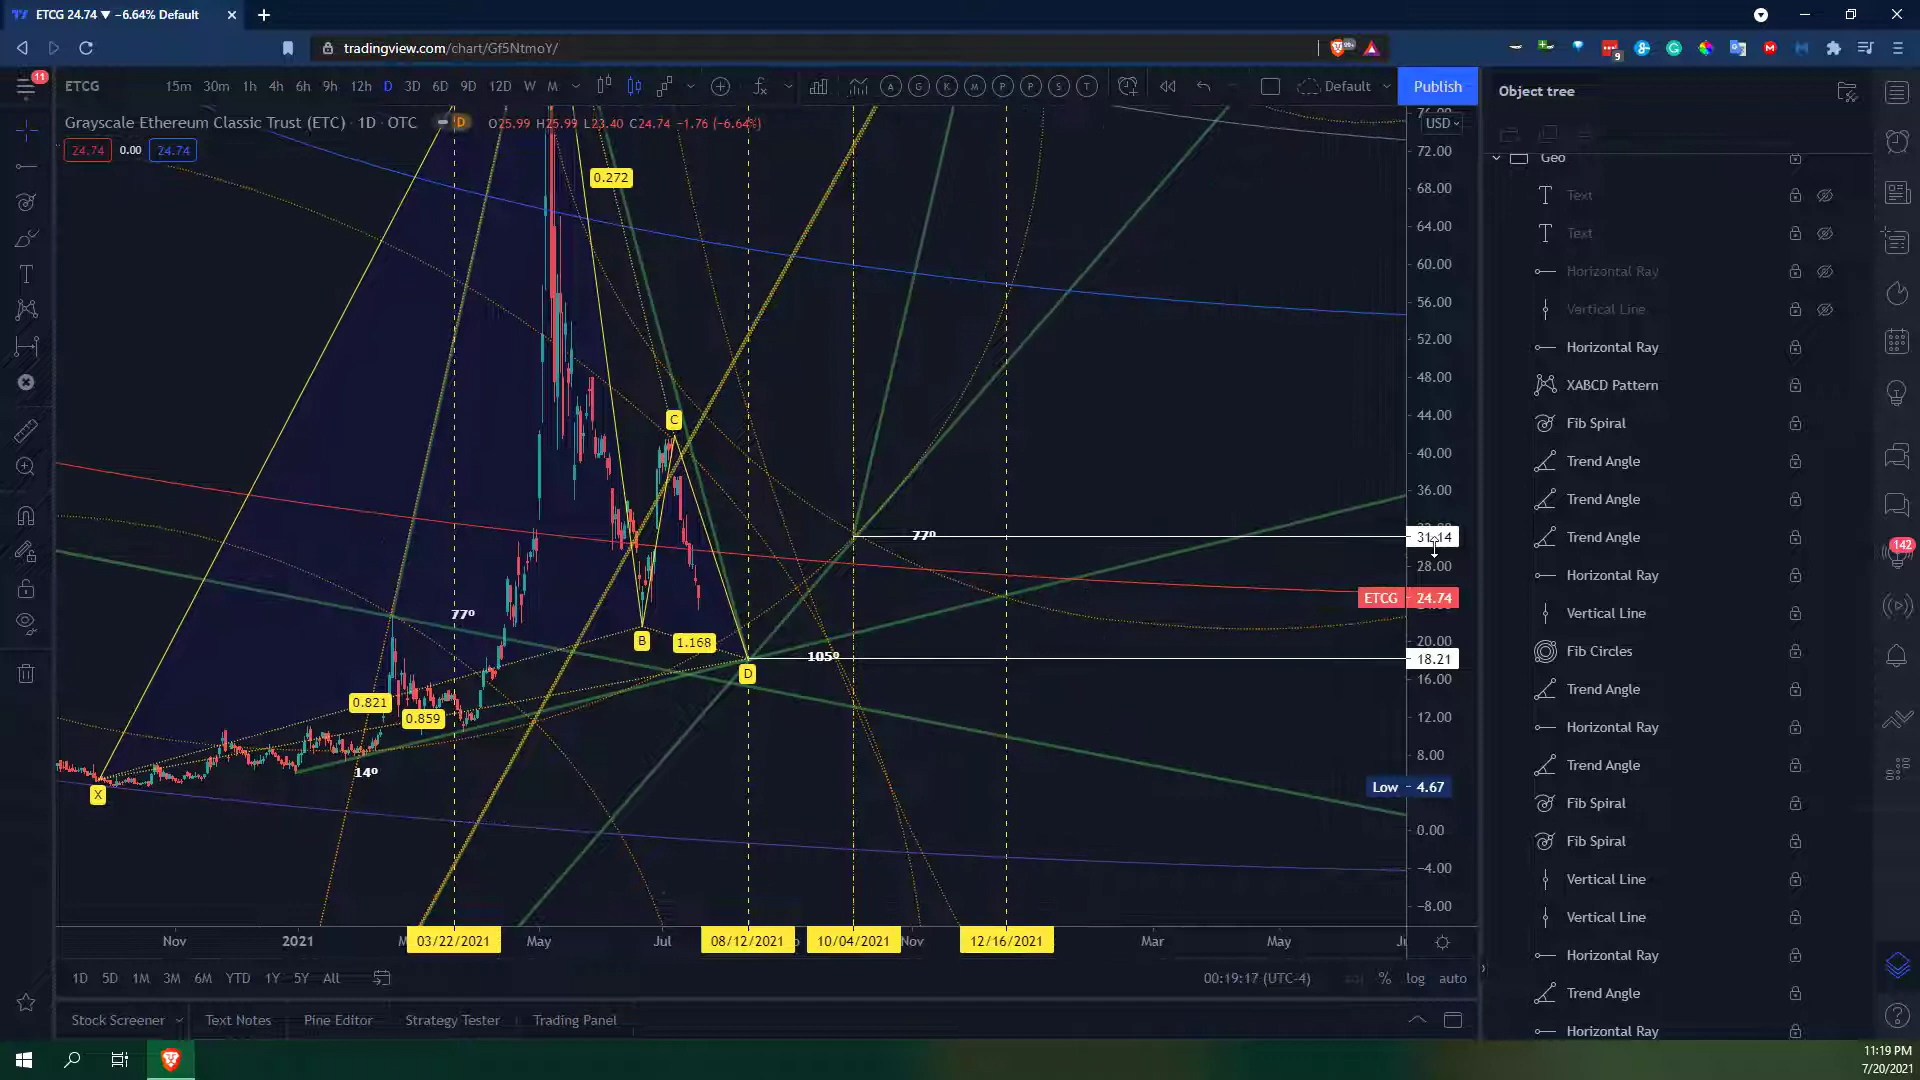 ETCG 24.74 ▼ −6.64% Default
tradingview.com/chart/Gf5NtmoY/
99+
9
11
ETCG
15m 30m 1h 4h 6h 9h 12h D 3D 6D 9D 12D W M
A G K M P P S T
Default
Publish
Object tree
Grayscale Ethereum Classic Trust (ETC) · 1D · OTC
D
O25.99 H25.99 L23.40 C24.74 −1.76 (−6.64%)
USD
24.74 0.00 24.74
76.00
72.00
68.00
64.00
60.00
56.00
52.00
48.00
44.00
40.00
36.00
31.14
28.00
ETCG 24.74
20.00
18.21
16.00
12.00
8.00
Low 4.67
0.00
−4.00
−8.00
0.272
C
77º
77º
B
1.168
105º
D
0.821
0.859
14º
X
Nov 2021 M 03/22/2021 May Jul 08/12/2021 10/04/2021 Nov 12/16/2021 Mar May Ju
1D 5D 1M 3M 6M YTD 1Y 5Y All
00:19:17 (UTC-4)
% log auto
Stock Screener
Text Notes
Pine Editor
Strategy Tester
Trading Panel
Geo
Text
Text
Horizontal Ray
Vertical Line
Horizontal Ray
XABCD Pattern
Fib Spiral
Trend Angle
Trend Angle
Trend Angle
Horizontal Ray
Vertical Line
Fib Circles
Trend Angle
Horizontal Ray
Trend Angle
Fib Spiral
Fib Spiral
Vertical Line
Vertical Line
Horizontal Ray
Trend Angle
Horizontal Ray
142
11:19 PM
7/20/2021